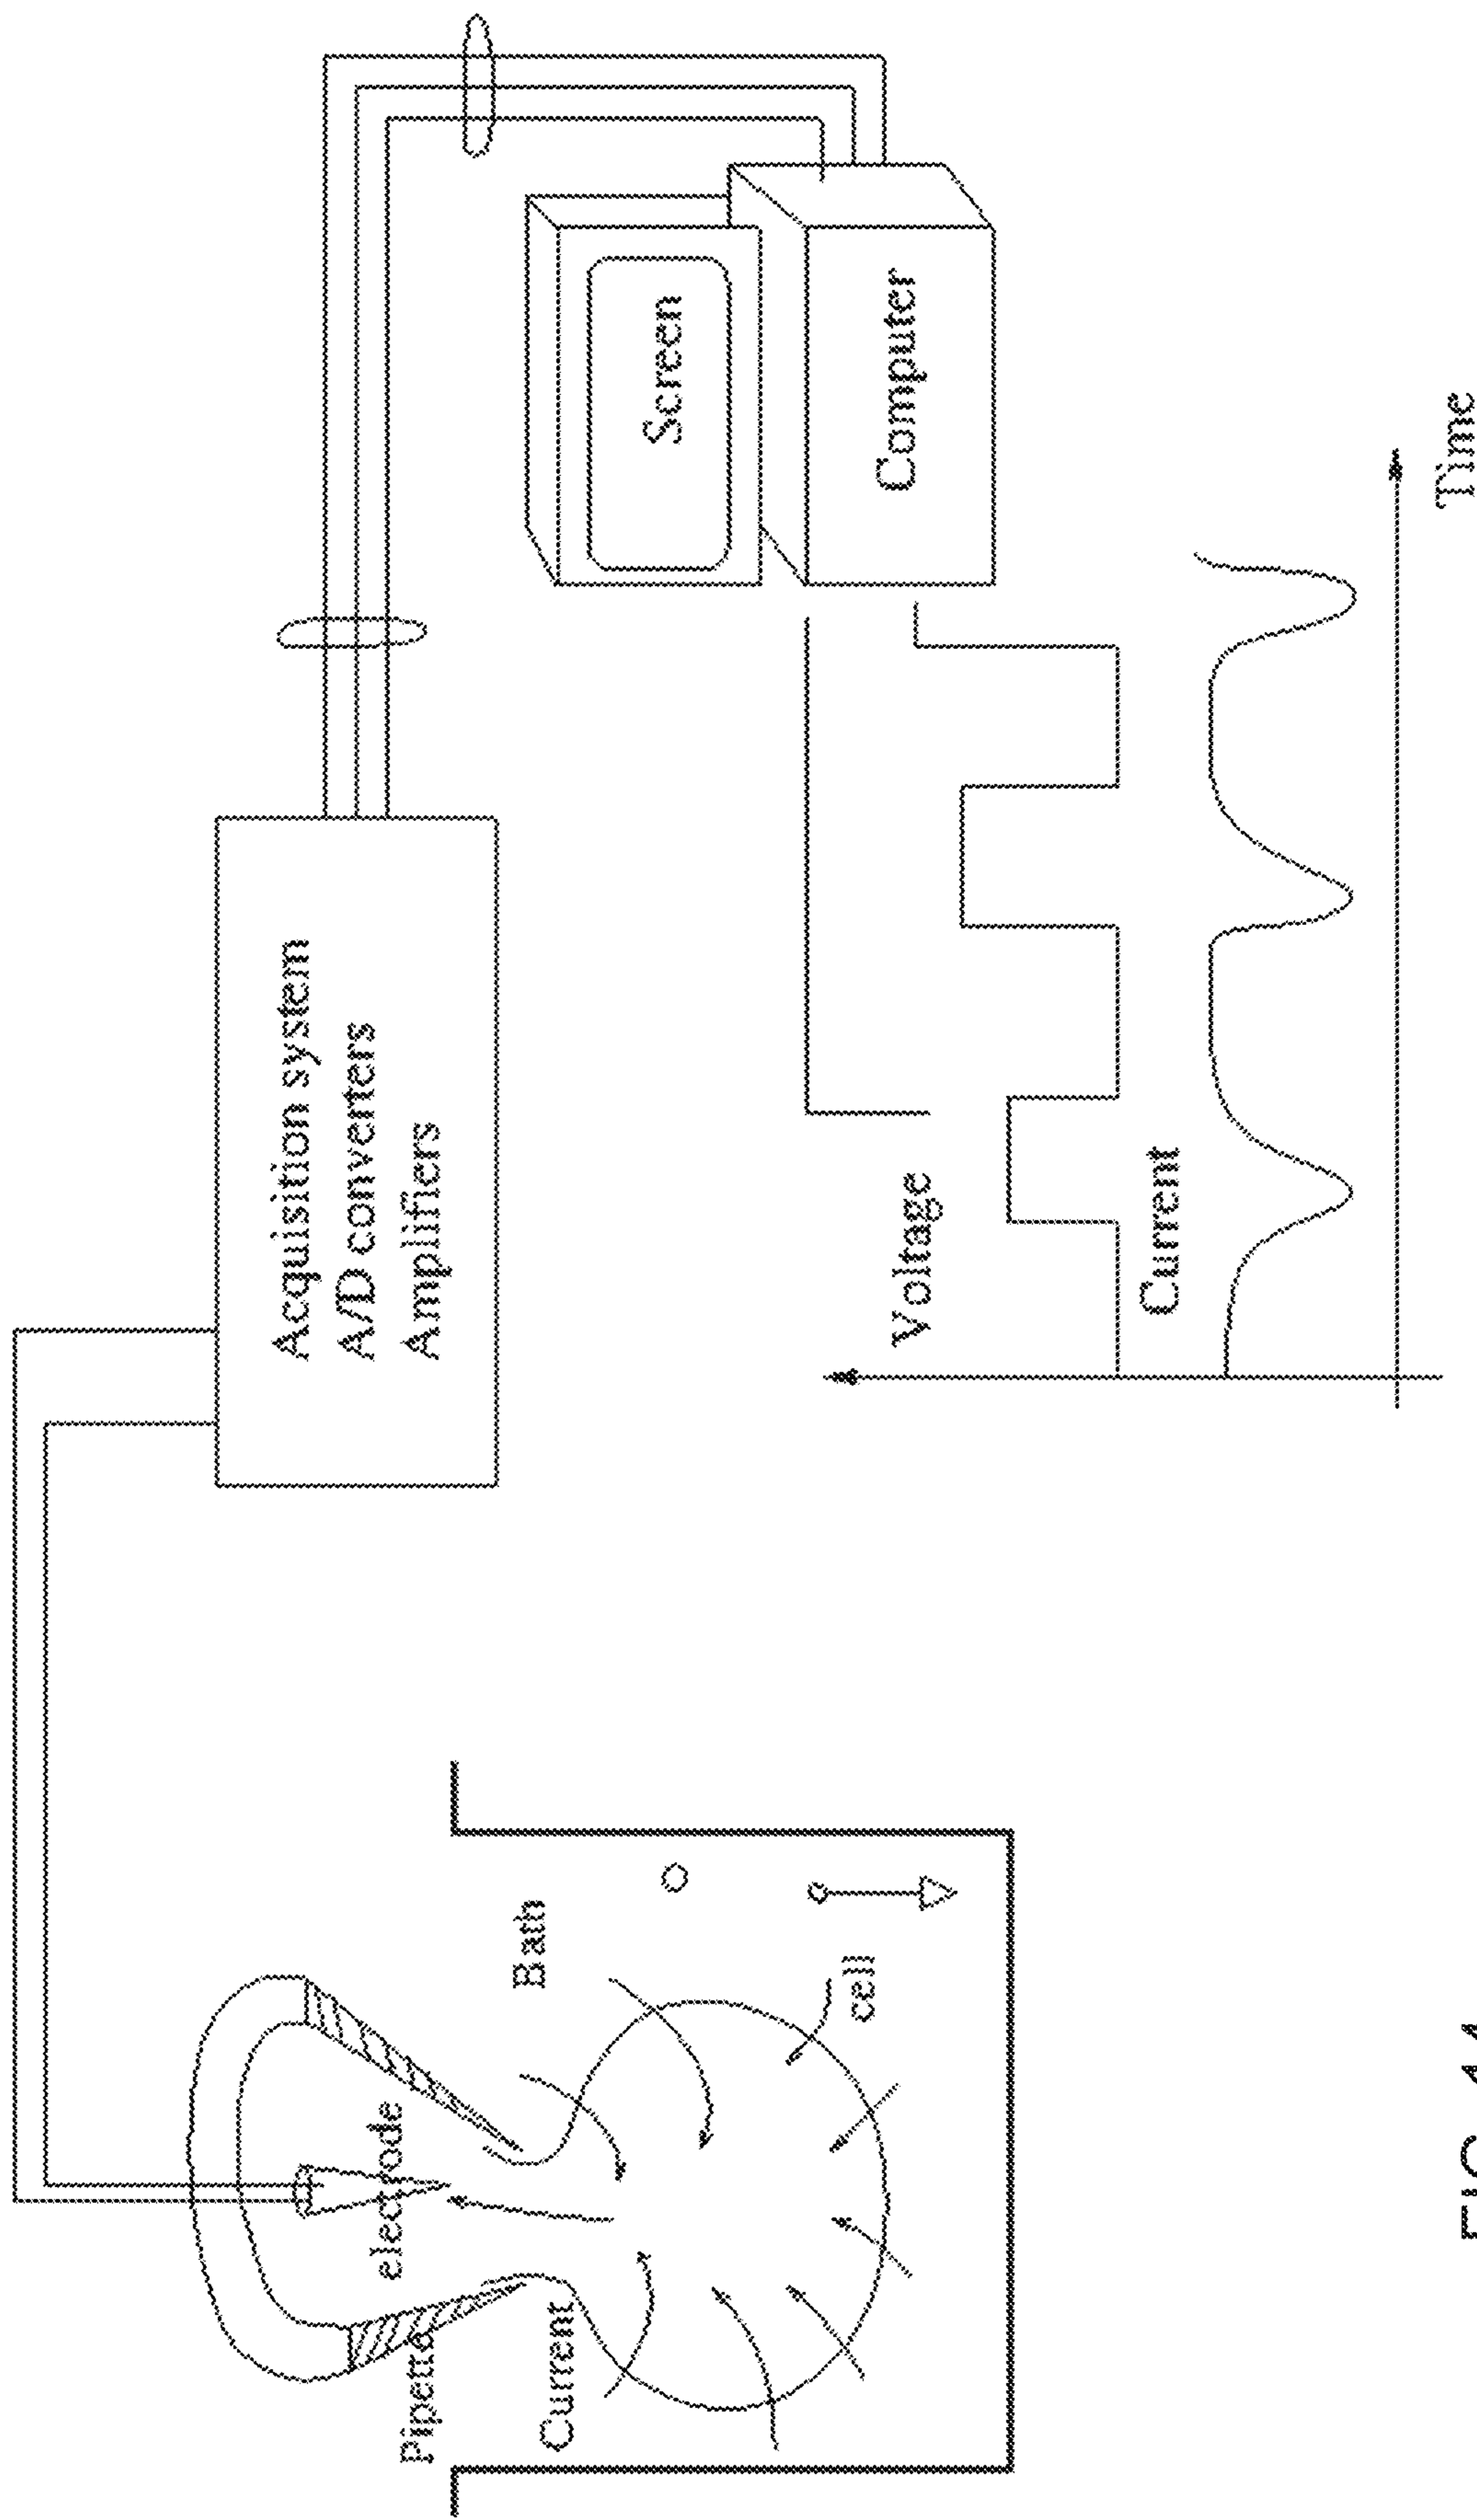 Acquisition system
A/D converters
Amplifiers
Pipette
electrode
Current
Bath
cell
Screen
Computer
Voltage
Current
Time